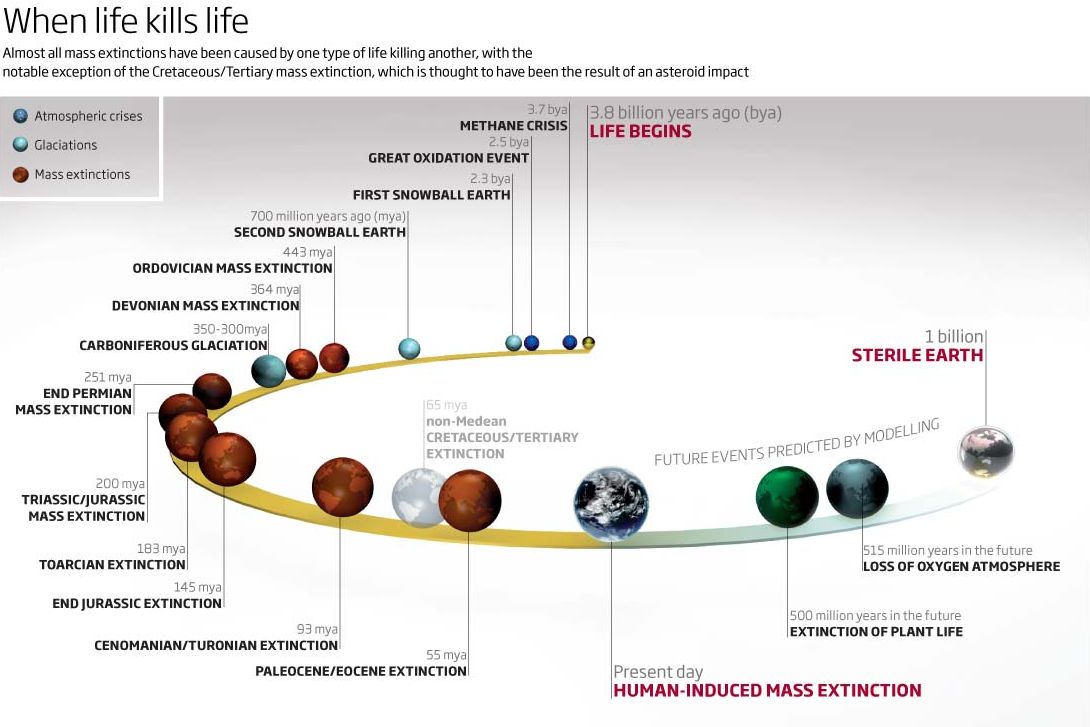 When life kills life
Almost all mass extinctions have been caused by one type of life killing another, with the
notable exception of the Cretaceous/Tertiary mass extinction, which is thought to have been the result of an asteroid impact
Atmospheric crises
Glaciations
Mass extinctions
3.8 billion years ago (bya)
LIFE BEGINS
3.7 bya
METHANE CRISIS
2.5 bya
GREAT OXIDATION EVENT
2.3 bya
FIRST SNOWBALL EARTH
700 million years ago (mya)
SECOND SNOWBALL EARTH
443 mya
ORDOVICIAN MASS EXTINCTION
364 mya
DEVONIAN MASS EXTINCTION
350-300mya
CARBONIFEROUS GLACIATION
251 mya
END PERMIAN
MASS EXTINCTION
200 mya
TRIASSIC/JURASSIC
MASS EXTINCTION
183 mya
TOARCIAN EXTINCTION
145 mya
END JURASSIC EXTINCTION
93 mya
CENOMANIAN/TURONIAN EXTINCTION
65 mya
non-Medean
CRETACEOUS/TERTIARY
EXTINCTION
55 mya
PALEOCENE/EOCENE EXTINCTION
Present day
HUMAN-INDUCED MASS EXTINCTION
FUTURE EVENTS PREDICTED BY MODELLING
500 million years in the future
EXTINCTION OF PLANT LIFE
515 million years in the future
LOSS OF OXYGEN ATMOSPHERE
1 billion
STERILE EARTH